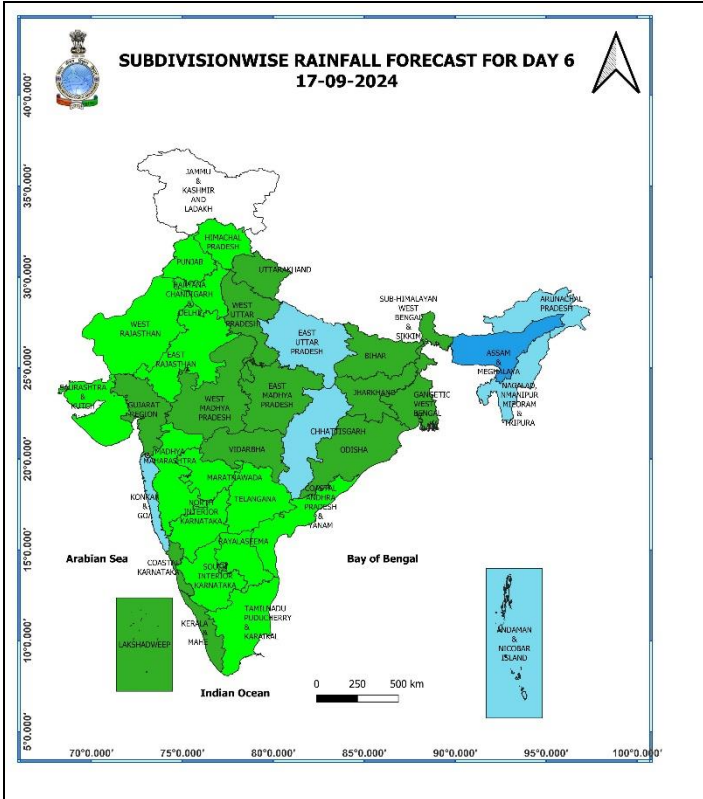 SUBDIVISIONWISE RAINFALL FORECAST FOR DAY 6
17-09-2024
40°0.000'
35°0.000'
30°0.000'
25°0.000'
20°0.000'
15°0.000'
10°0.000'
5°0.000'
JAMMU
&
KASHMIR
AND
LADAKH
HIMACHAL
PRADESH
PUNJAB
UTTARAKHAND
CHANDIGARH
&
DELHI
WEST
UTTAR
PRADESH
WEST
RAJASTHAN
EAST
RAJASTHAN
EAST
UTTAR
PRADESH
SUB-HIMALAYAN
WEST
BENGAL
&
SIKKIM
ARUNACHAL
PRADESH
ASSAM
&
MEGHALAYA
BIHAR
SAURASHTRA
&
KUTCH
GUJARAT
REGION
WEST
MADHYA
PRADESH
EAST
MADHYA
PRADESH
JHARKHAND
GANGETIC
WEST
BENGAL
&
CHHATTISGARH
ODISHA
VIDARBHA
MADHYA
MAHARASHTRA
MARATHAWADA
TELANGANA
COASTAL
ANDHRA
PRADESH
&
YANAM
KONKAN
&
GOA
NORTH
INTERIOR
KARNATAKA
RAYALASEEMA
Arabian Sea
Bay of Bengal
COASTAL
KARNATAKA
SOUTH
INTERIOR
KARNATAKA
LAKSHADWEEP
KERALA
&
MAHE
TAMILNADU
PUDUCHERRY
&
KARAIKAL
ANDAMAN
&
NICOBAR
ISLAND
Indian Ocean
0 250 500 km
70°0.000' 75°0.000' 80°0.000' 85°0.000' 90°0.000' 95°0.000' 100°0.000'